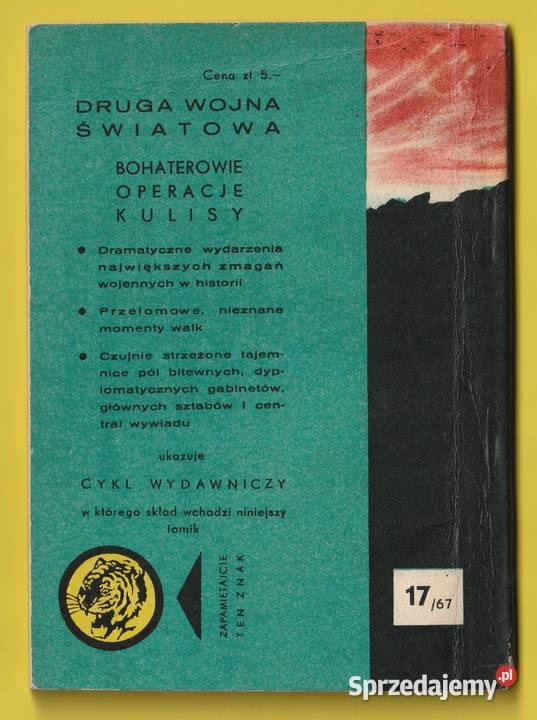 Cena zł 5.—
DRUGA WOJNA
ŚWIATOWA
BOHATEROWIE
OPERACJE
KULISY
● Dramatyczne wydarzenia
największych zmagań
wojennych w historii
● Przełomowe, nieznane
momenty walk
● Czujnie strzeżone tajem-
nice pól bitewnych, dyp-
lomatycznych gabinetów,
głównych sztabów i cen-
tral wywiadu
ukazuje
CYKL WYDAWNICZY
w którego skład wchodzi niniejszy
tomik
ZAPAMIĘTAJCIE
TEN ZNAK
17/67
Sprzedajemy.pl